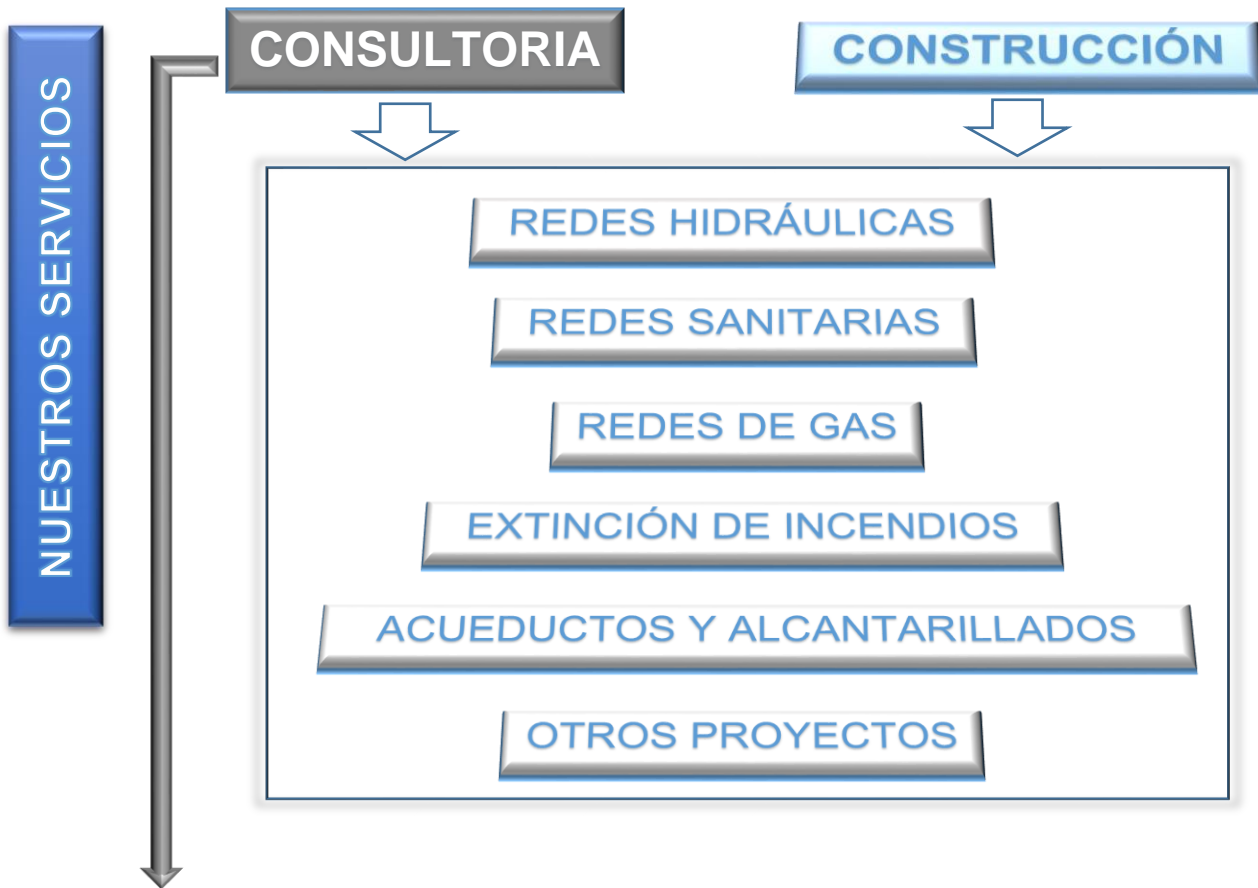 NUESTROS SERVICIOS
CONSULTORIA
CONSTRUCCIÓN
REDES HIDRÁULICAS
REDES SANITARIAS
REDES DE GAS
EXTINCIÓN DE INCENDIOS
ACUEDUCTOS Y ALCANTARILLADOS
OTROS PROYECTOS